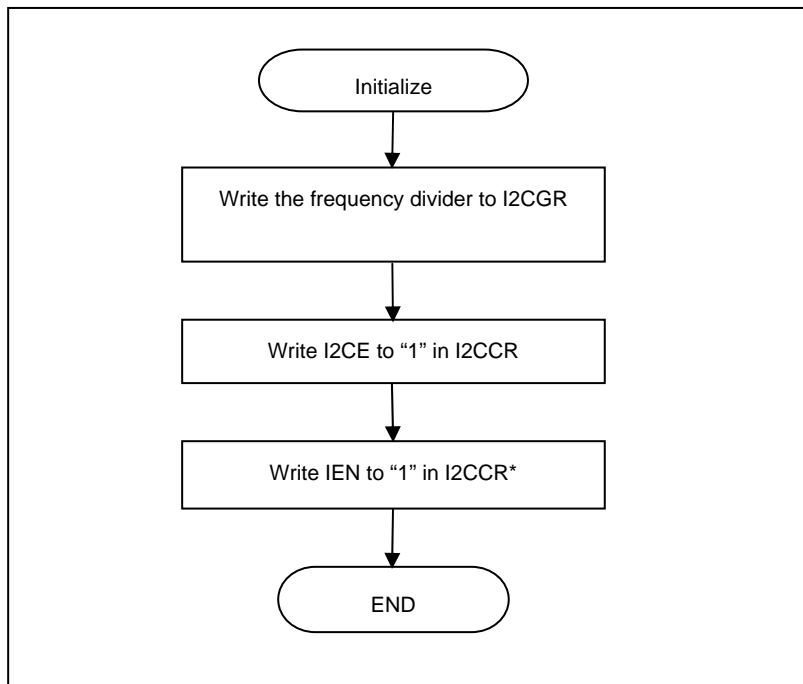 Initialize
Write the frequency divider to I2CGR
Write I2CE to “1” in I2CCR
Write IEN to “1” in I2CCR*
END